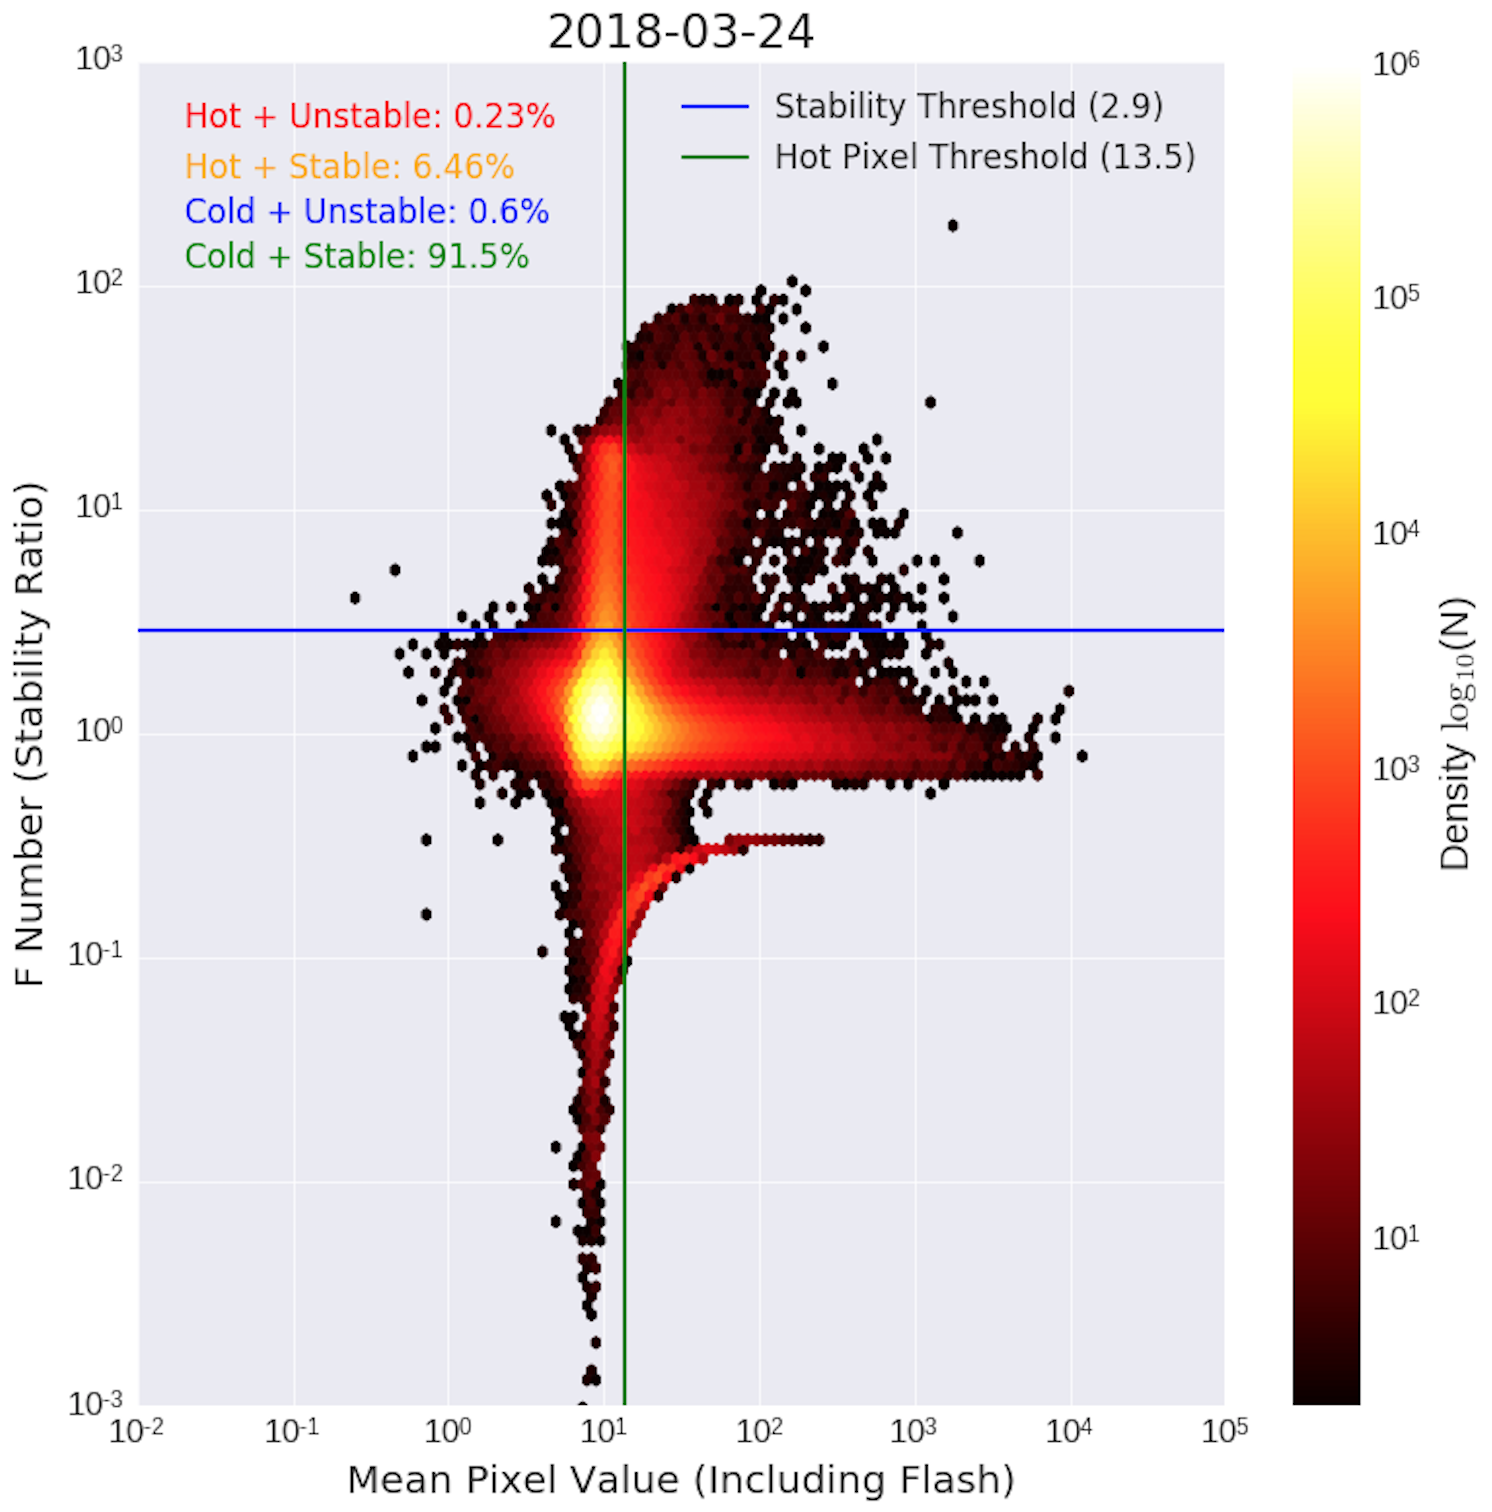 2018-03-24
Hot + Unstable: 0.23%
Hot + Stable: 6.46%
Cold + Unstable: 0.6%
Cold + Stable: 91.5%
Stability Threshold (2.9)
Hot Pixel Threshold (13.5)
F Number (Stability Ratio)
10³
10²
10¹
10⁰
10⁻¹
10⁻²
10⁻³
10⁻² 10⁻¹ 10⁰ 10¹ 10² 10³ 10⁴ 10⁵
Mean Pixel Value (Including Flash)
10⁶
10⁵
10⁴
10³
10²
10¹
Density log₁₀(N)